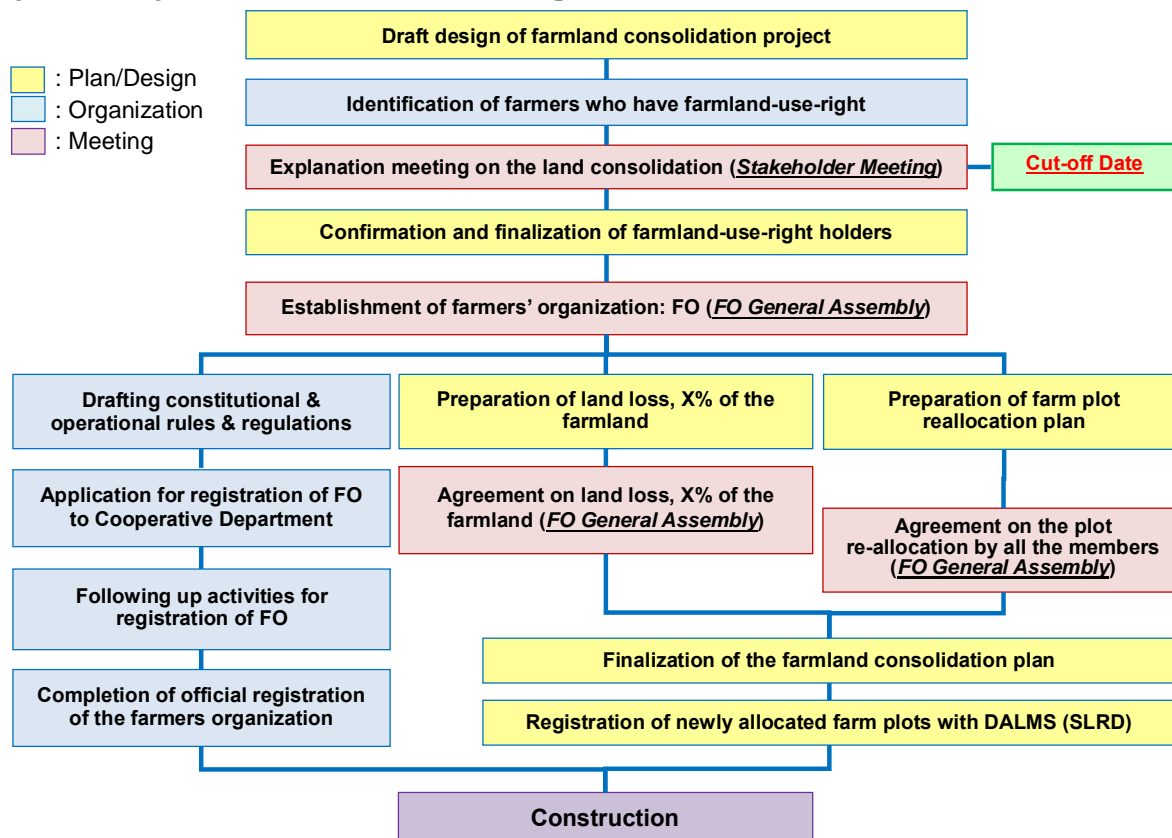 Draft design of farmland consolidation project
: Plan/Design
: Organization
: Meeting
Identification of farmers who have farmland-use-right
Explanation meeting on the land consolidation (Stakeholder Meeting)
Cut-off Date
Confirmation and finalization of farmland-use-right holders
Establishment of farmers' organization: FO (FO General Assembly)
Drafting constitutional &
operational rules & regulations
Application for registration of FO
to Cooperative Department
Following up activities for
registration of FO
Completion of official registration
of the farmers organization
Preparation of land loss, X% of the
farmland
Agreement on land loss, X% of the
farmland (FO General Assembly)
Preparation of farm plot
reallocation plan
Agreement on the plot
re-allocation by all the members
(FO General Assembly)
Finalization of the farmland consolidation plan
Registration of newly allocated farm plots with DALMS (SLRD)
Construction